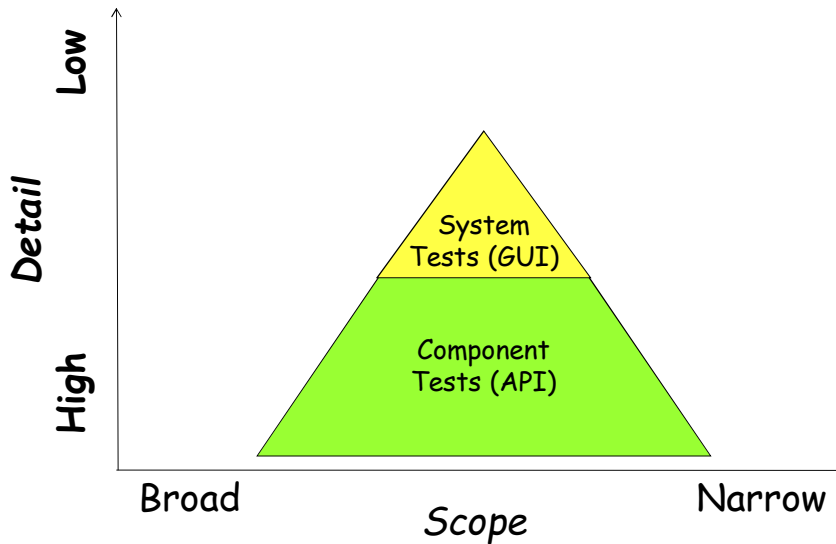 Low
Detail
High
System
Tests (GUI)
Component
Tests (API)
Broad
Narrow
Scope